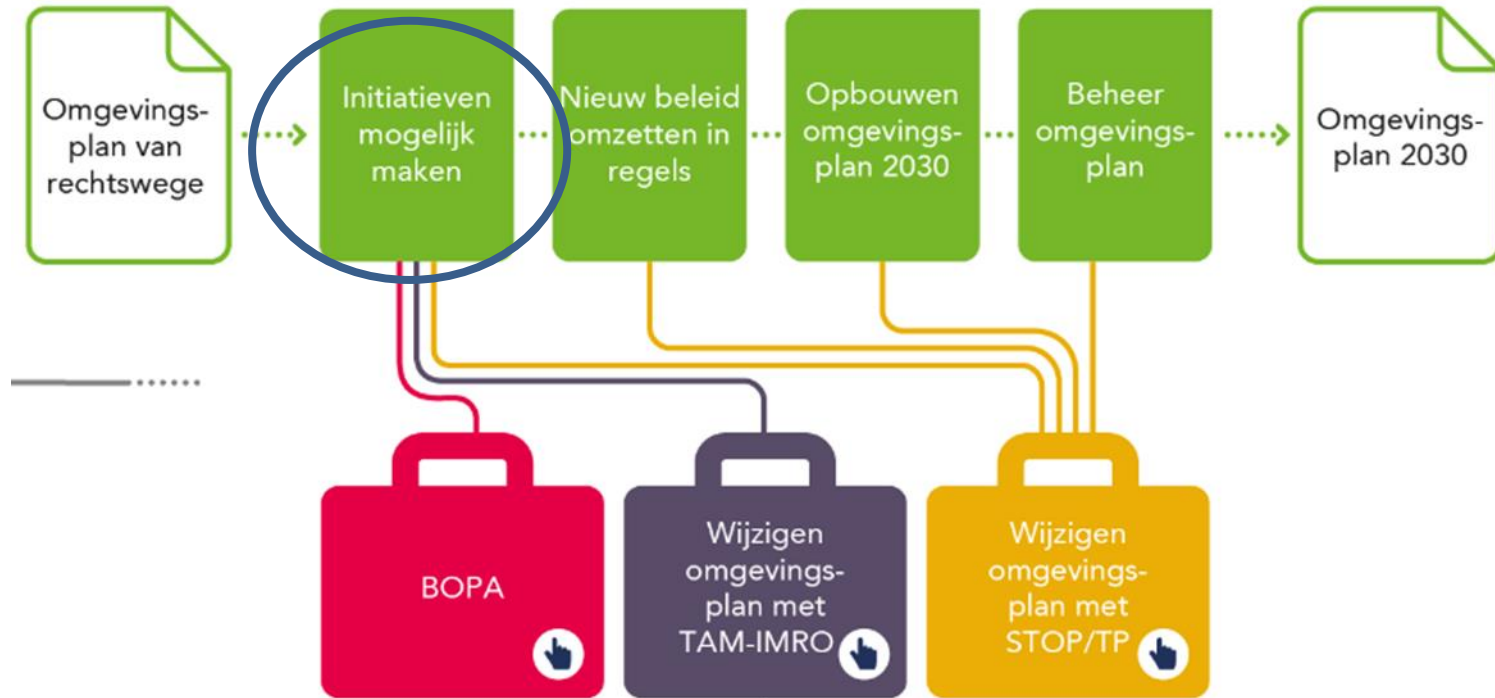 Omgevings-
plan van
rechtswege
Initiatieven
mogelijk
maken
Nieuw beleid
omzetten in
regels
Opbouwen
omgevings-
plan 2030
Beheer
omgevings-
plan
Omgevings-
plan 2030
BOPA
Wijzigen
omgevings-
plan met
TAM-IMRO
Wijzigen
omgevings-
plan met
STOP/TP